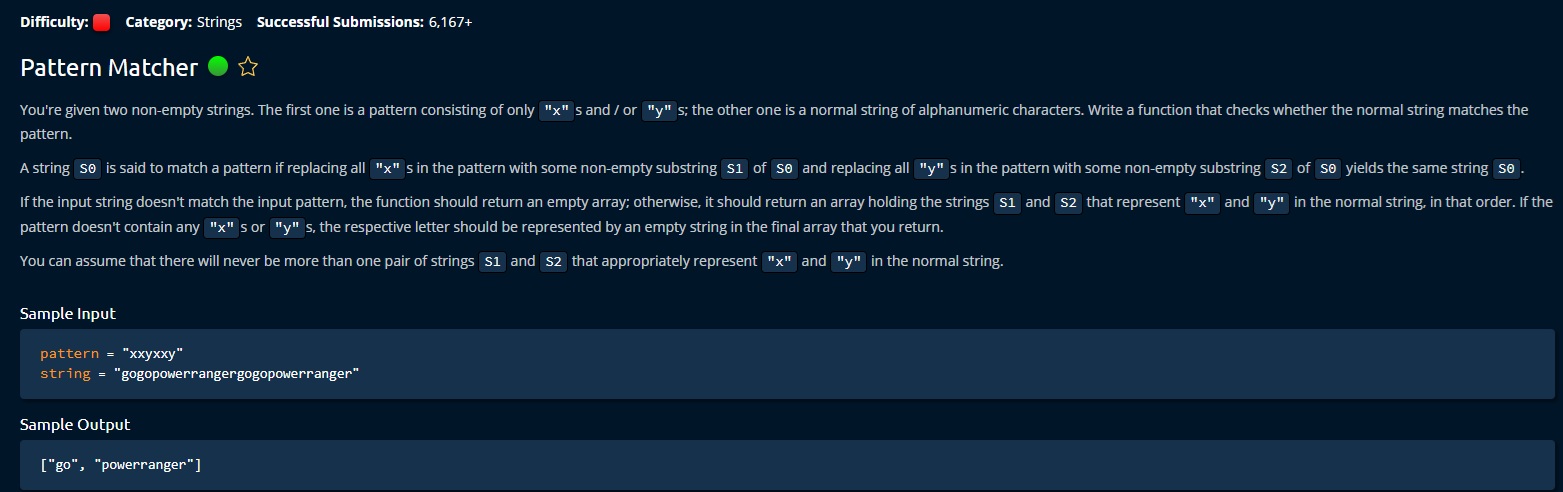 Difficulty: Category: Strings Successful Submissions: 6,167+
Pattern Matcher
You're given two non-empty strings. The first one is a pattern consisting of only "x" s and / or "y" s; the other one is a normal string of alphanumeric characters. Write a function that checks whether the normal string matches the
pattern.
A string S0 is said to match a pattern if replacing all "x" s in the pattern with some non-empty substring S1 of S0 and replacing all "y" s in the pattern with some non-empty substring S2 of S0 yields the same string S0 .
If the input string doesn't match the input pattern, the function should return an empty array; otherwise, it should return an array holding the strings S1 and S2 that represent "x" and "y" in the normal string, in that order. If the
pattern doesn't contain any "x" s or "y" s, the respective letter should be represented by an empty string in the final array that you return.
You can assume that there will never be more than one pair of strings S1 and S2 that appropriately represent "x" and "y" in the normal string.
Sample Input
pattern = "xxyxxy"
string = "gogopowerrangergogopowerranger"
Sample Output
["go", "powerranger"]